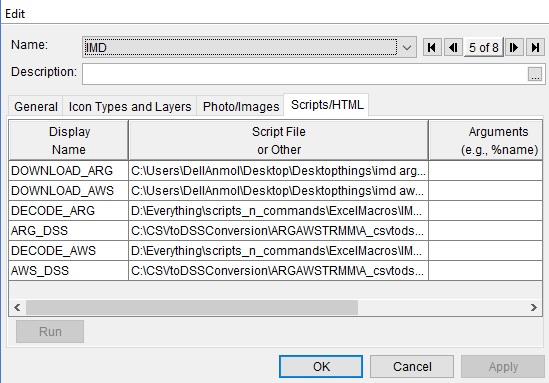 Edit
Name: IMD 5 of 8
Description: ...
General Icon Types and Layers Photo/Images Scripts/HTML
Display Script File Arguments
Name or Other (e.g., %name)
DOWNLOAD_ARG C:\Users\DellAnmol\Desktop\Desktopthings\imd arg...
DOWNLOAD_AWS C:\Users\DellAnmol\Desktop\Desktopthings\imd aw...
DECODE_ARG D:\Everything\scripts_n_commands\ExcelMacros\IM...
ARG_DSS C:\CSVtoDSSConversion\ARGAWSTRMM\A_csvtods...
DECODE_AWS D:\Everything\scripts_n_commands\ExcelMacros\IM...
AWS_DSS C:\CSVtoDSSConversion\ARGAWSTRMM\A_csvtods...
Run
OK Cancel Apply